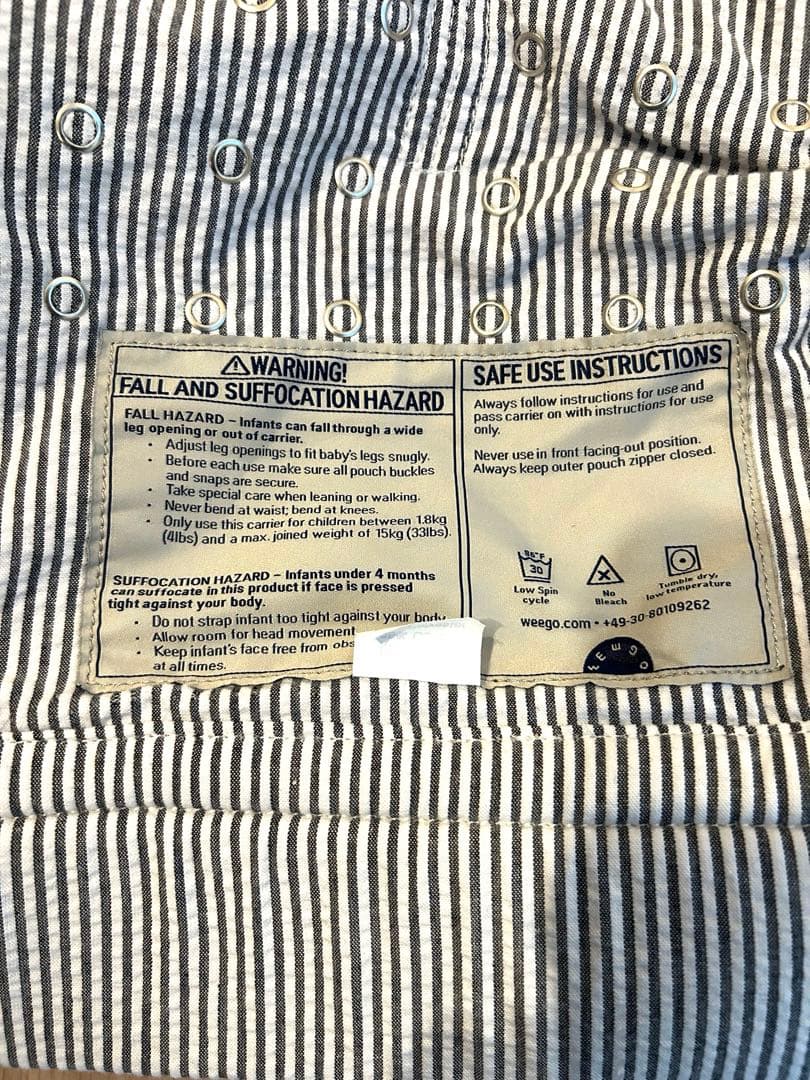 WARNING!
FALL AND SUFFOCATION HAZARD
FALL HAZARD – Infants can fall through a wide
leg opening or out of carrier.
· Adjust leg openings to fit baby's legs snugly.
· Before each use make sure all pouch buckles
and snaps are secure.
· Take special care when leaning or walking.
· Never bend at waist; bend at knees.
· Only use this carrier for children between 1.8kg
(4lbs) and a max. joined weight of 15kg (33lbs).
SUFFOCATION HAZARD – Infants under 4 months
can suffocate in this product if face is pressed
tight against your body.
· Do not strap infant too tight against your body
· Allow room for head movement
· Keep infant's face free from obs
at all times.
SAFE USE INSTRUCTIONS
Always follow instructions for use and
pass carrier on with instructions for use
only.
Never use in front facing-out position.
Always keep outer pouch zipper closed.
86°F
30
Low Spin
cycle
No
Bleach
Tumble dry,
low temperature
weego.com • +49-30-80109262
WEEGO